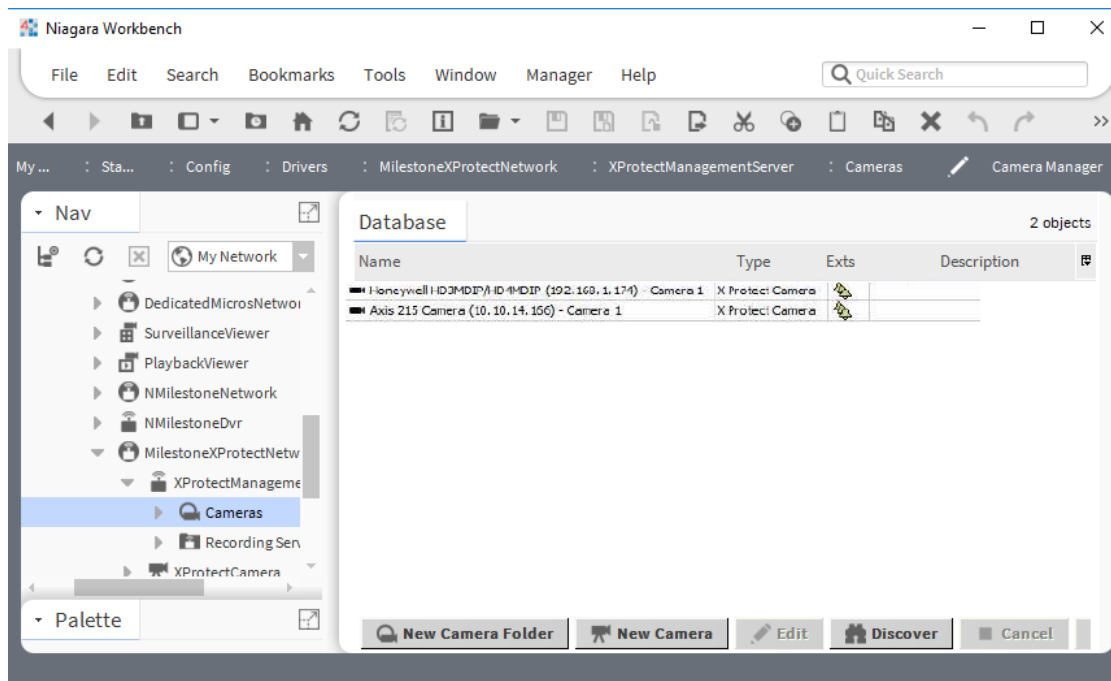 Niagara Workbench
File Edit Search Bookmarks Tools Window Manager Help Quick Search
»
My ... : Sta... : Config : Drivers : MilestoneXProtectNetwork : XProtectManagementServer : Cameras Camera Manager
Nav
My Network
DedicatedMicrosNetwor
SurveillanceViewer
PlaybackViewer
NMilestoneNetwork
NMilestoneDvr
MilestoneXProtectNetw
XProtectManageme
Cameras
Recording Serv
XProtectCamera
Palette
Database 2 objects
Name Type Exts Description
Honeywell HD3MDIP/HD4MDIP (192.168.1.174) - Camera 1 X Protect Camera
Axis 215 Camera (10.10.14.166) - Camera 1 X Protect Camera
New Camera Folder New Camera Edit Discover Cancel